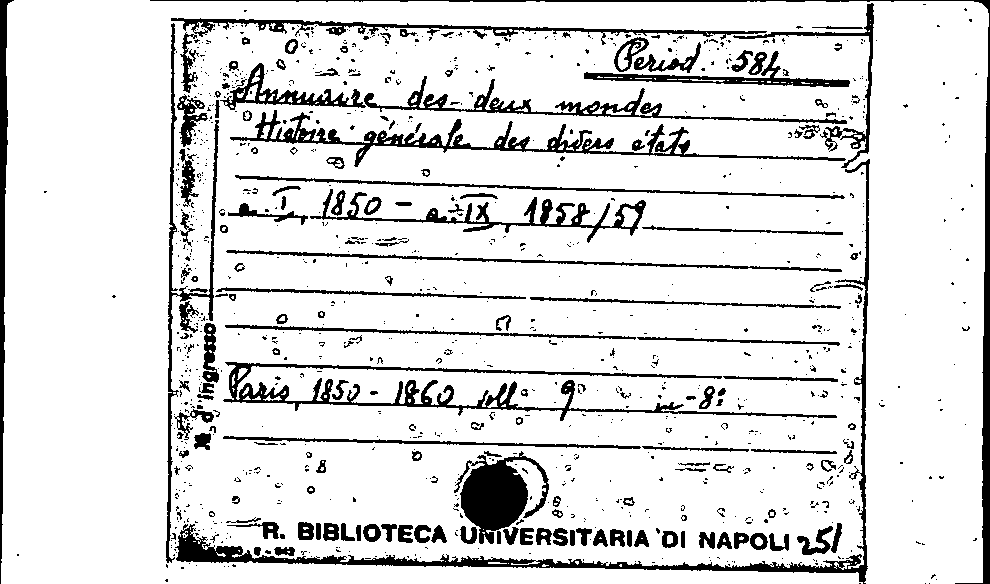 Period. 584
Annuaire des deux mondes
Histoire générale des divers états
a. I, 1850 - a. IX, 1858/59
Paris, 1850 - 1860, voll. 9 in-8°
N. d'ingresso
R. BIBLIOTECA UNIVERSITARIA DI NAPOLI 251